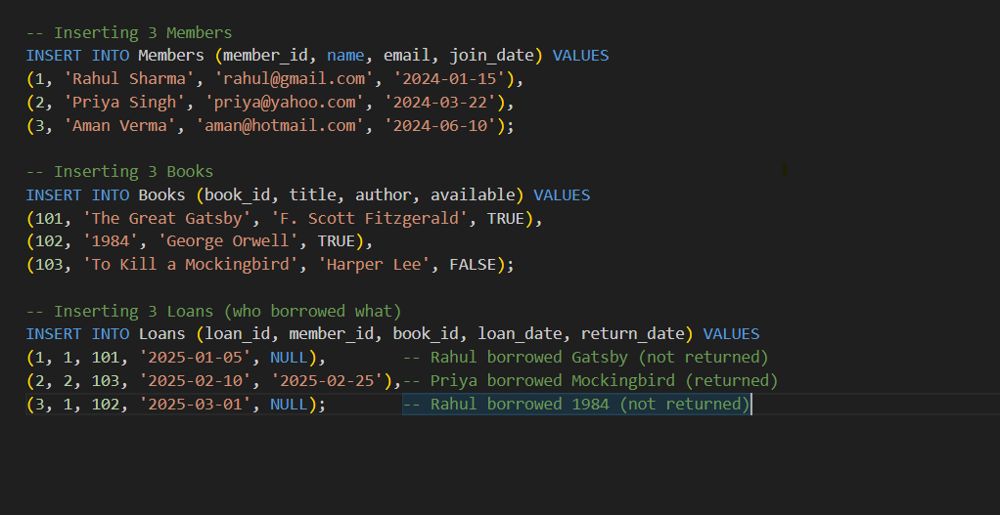 -- Inserting 3 Members
INSERT INTO Members (member_id, name, email, join_date) VALUES
(1, 'Rahul Sharma', 'rahul@gmail.com', '2024-01-15'),
(2, 'Priya Singh', 'priya@yahoo.com', '2024-03-22'),
(3, 'Aman Verma', 'aman@hotmail.com', '2024-06-10');
-- Inserting 3 Books
INSERT INTO Books (book_id, title, author, available) VALUES
(101, 'The Great Gatsby', 'F. Scott Fitzgerald', TRUE),
(102, '1984', 'George Orwell', TRUE),
(103, 'To Kill a Mockingbird', 'Harper Lee', FALSE);
-- Inserting 3 Loans (who borrowed what)
INSERT INTO Loans (loan_id, member_id, book_id, loan_date, return_date) VALUES
(1, 1, 101, '2025-01-05', NULL),        -- Rahul borrowed Gatsby (not returned)
(2, 2, 103, '2025-02-10', '2025-02-25'),-- Priya borrowed Mockingbird (returned)
(3, 1, 102, '2025-03-01', NULL);        -- Rahul borrowed 1984 (not returned)